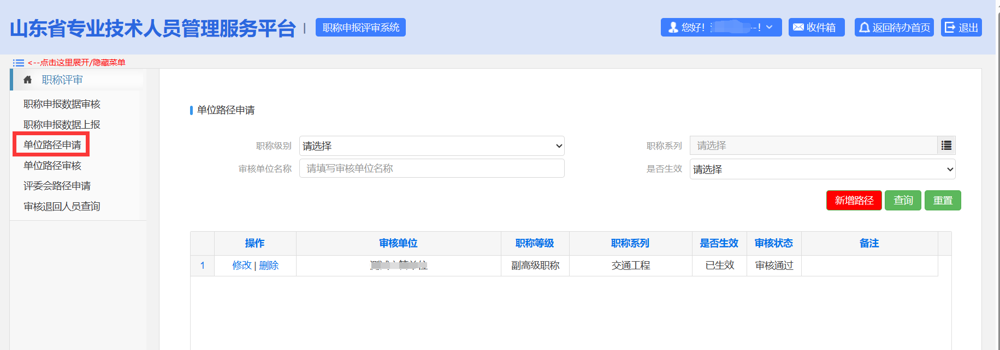 山东省专业技术人员管理服务平台 | 职称申报评审系统
您好! --!
收件箱
返回待办首页
退出
<--点击这里展开/隐藏菜单
职称评审
职称申报数据审核
职称申报数据上报
单位路径申请
单位路径审核
评委会路径申请
审核退回人员查询
单位路径申请
职称级别 请选择
职称系列 请选择
审核单位名称 请填写审核单位名称
是否生效 请选择
新增路径 查询 重置
操作 审核单位 职称等级 职称系列 是否生效 审核状态 备注
1 修改 | 删除 副高级职称 交通工程 已生效 审核通过